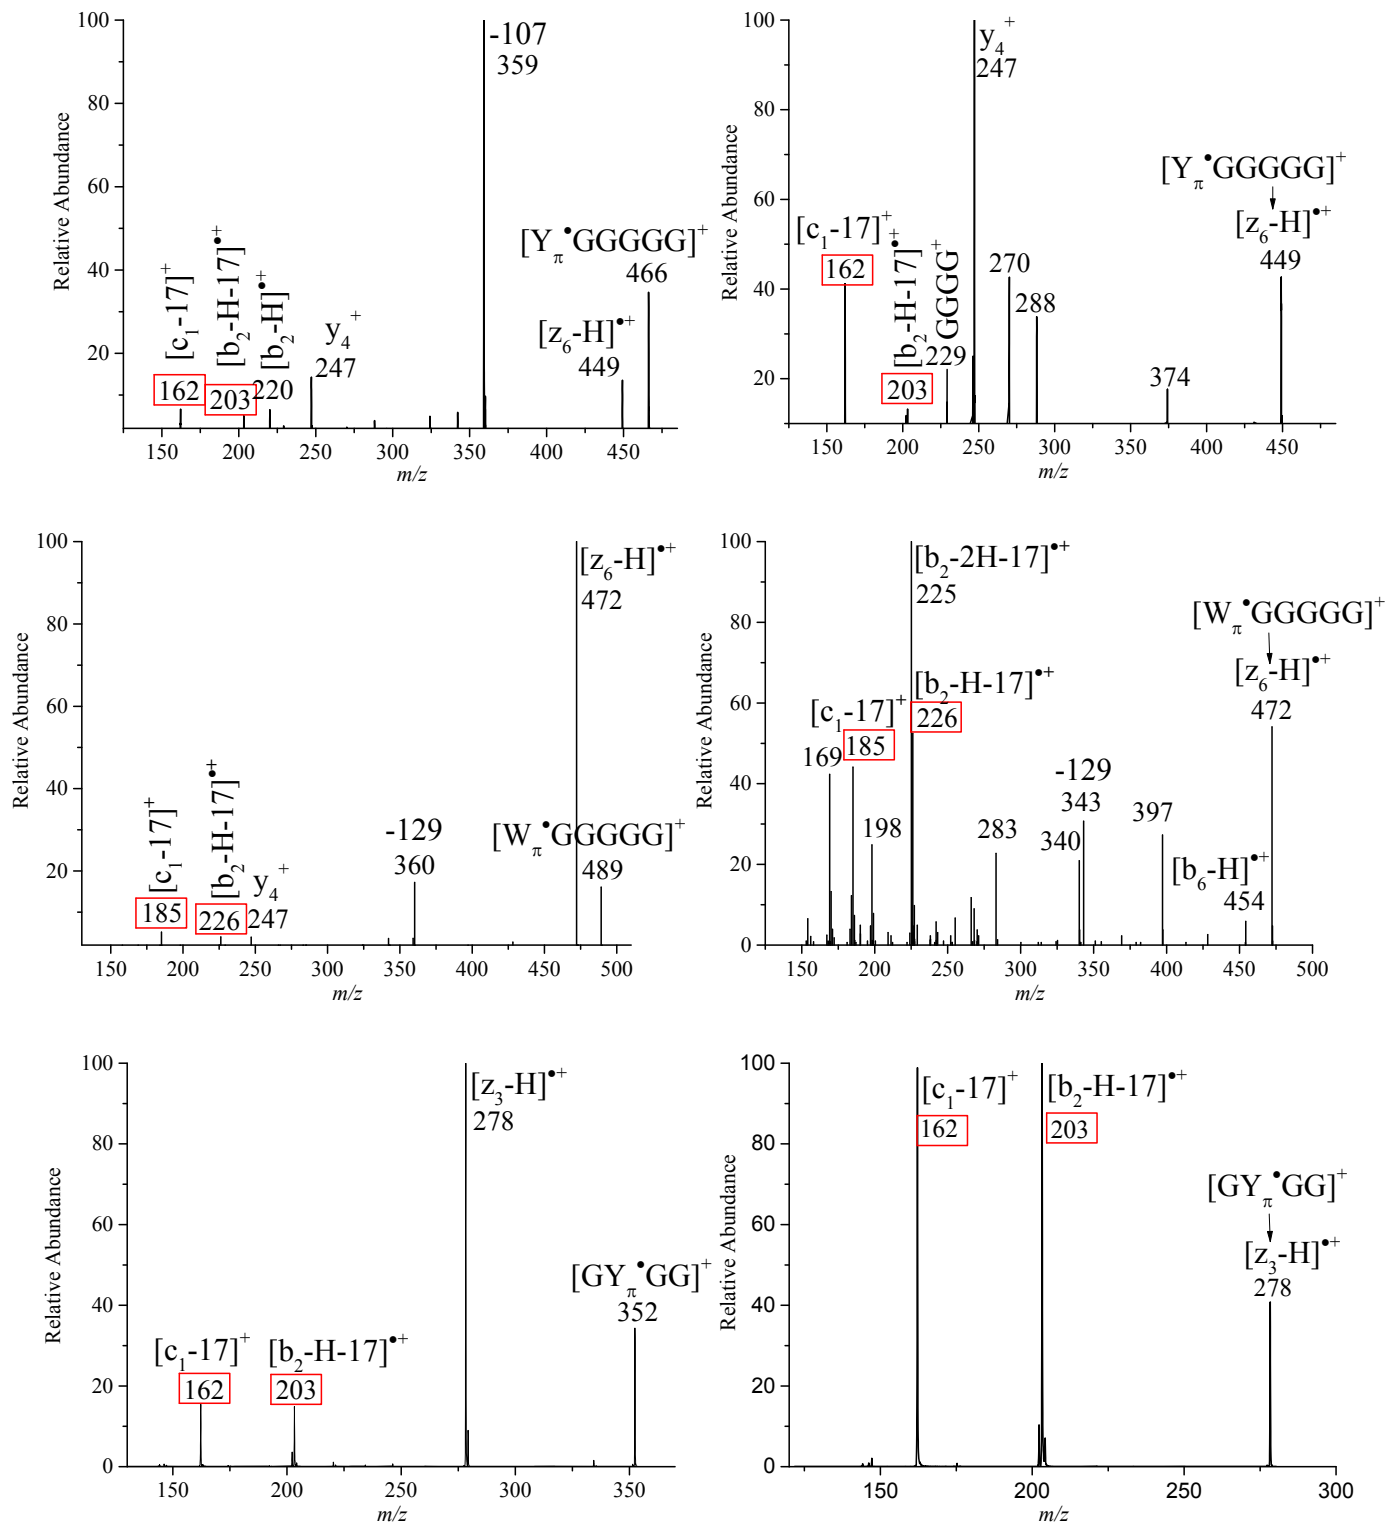 100
80
60
40
20
Relative Abundance
150 200 250 300 350 400 450
m/z
[c₁-17]⁺
162
[b₂-H-17]•⁺
203
[b₂-H]•⁺
220
y₄⁺
247
-107
359
[Yπ•GGGGG]⁺
466
[z₆-H]•⁺
449
100
80
60
40
20
Relative Abundance
150 200 250 300 350 400 450
m/z
y₄⁺
247
[c₁-17]⁺
162
[b₂-H-17]•⁺
203
GGGG⁺
229
270
288
374
[Yπ•GGGGG]⁺
[z₆-H]•⁺
449
100
80
60
40
20
Relative Abundance
150 200 250 300 350 400 450 500
m/z
[c₁-17]⁺
185
[b₂-H-17]•⁺
226
y₄⁺
247
-129
360
[z₆-H]•⁺
472
[Wπ•GGGGG]⁺
489
100
80
60
40
20
0
Relative Abundance
150 200 250 300 350 400 450 500
m/z
[b₂-2H-17]•⁺
225
[b₂-H-17]•⁺
226
[c₁-17]⁺
169
185
198
283
-129
343
340
397
[b₆-H]•⁺
454
[Wπ•GGGGG]⁺
[z₆-H]•⁺
472
100
80
60
40
20
0
Relative Abundance
150 200 250 300 350
m/z
[z₃-H]•⁺
278
[c₁-17]⁺
162
[b₂-H-17]•⁺
203
[GYπ•GG]⁺
352
100
80
60
40
20
0
Relative Abundance
150 200 250 300
m/z
[c₁-17]⁺
162
[b₂-H-17]•⁺
203
[GYπ•GG]⁺
[z₃-H]•⁺
278